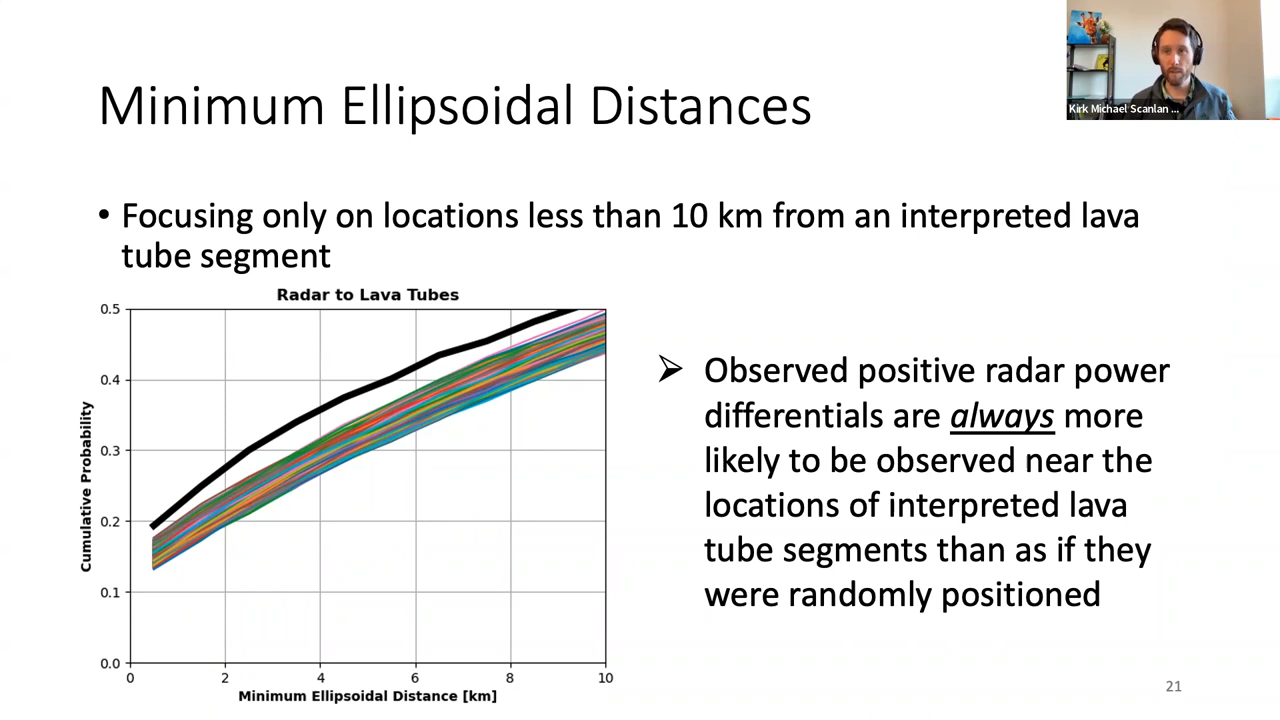 Kirk Michael Scanlan ...
Minimum Ellipsoidal Distances
• Focusing only on locations less than 10 km from an interpreted lava
tube segment
Radar to Lava Tubes
Cumulative Probability
0.5
0.4
0.3
0.2
0.1
0.0
0 2 4 6 8 10
Minimum Ellipsoidal Distance [km]
➢ Observed positive radar power
differentials are always more
likely to be observed near the
locations of interpreted lava
tube segments than as if they
were randomly positioned
21